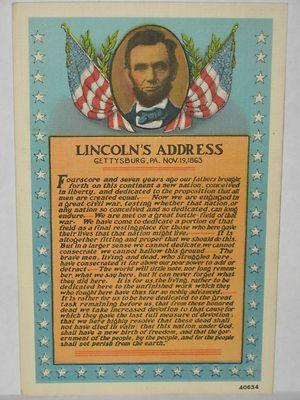 LINCOLN'S ADDRESS
GETTYSBURG, PA. NOV. 19, 1863
Fourscore and seven years ago our fathers brought
forth on this continent a new nation, conceived
in liberty, and dedicated to the proposition that all
men are created equal. Now we are engaged in
a great civil war, testing whether that nation, or
any nation so conceived and so dedicated, can long
endure. We are met on a great battle-field of that
war. We have come to dedicate a portion of that
field as a final resting place for those who here gave
their lives that that nation might live. It is
altogether fitting and proper that we should do this.
But in a larger sense we cannot dedicate, we cannot
consecrate we cannot hallow this ground The
brave men, living and dead, who struggled here,
have consecrated it far above our poor power to add or
detract The world will little note, nor long remem-
ber, what we say here, but it can never forget what
they did here. It is for us the living, rather to be
dedicated here to the unfinished work which they
who fought here have thus far so nobly advanced.
It is rather for us to be here dedicated to the great
task remaining before us, that from these honored
dead we take increased devotion to that cause for
which they gave the last full measure of devotion
that we here highly resolve that these dead shall
not have died in vain that this nation, under God,
shall have a new birth of freedom, and that the gov-
ernment of the people, by the people, and for the people
shall not perish from the earth."
40634